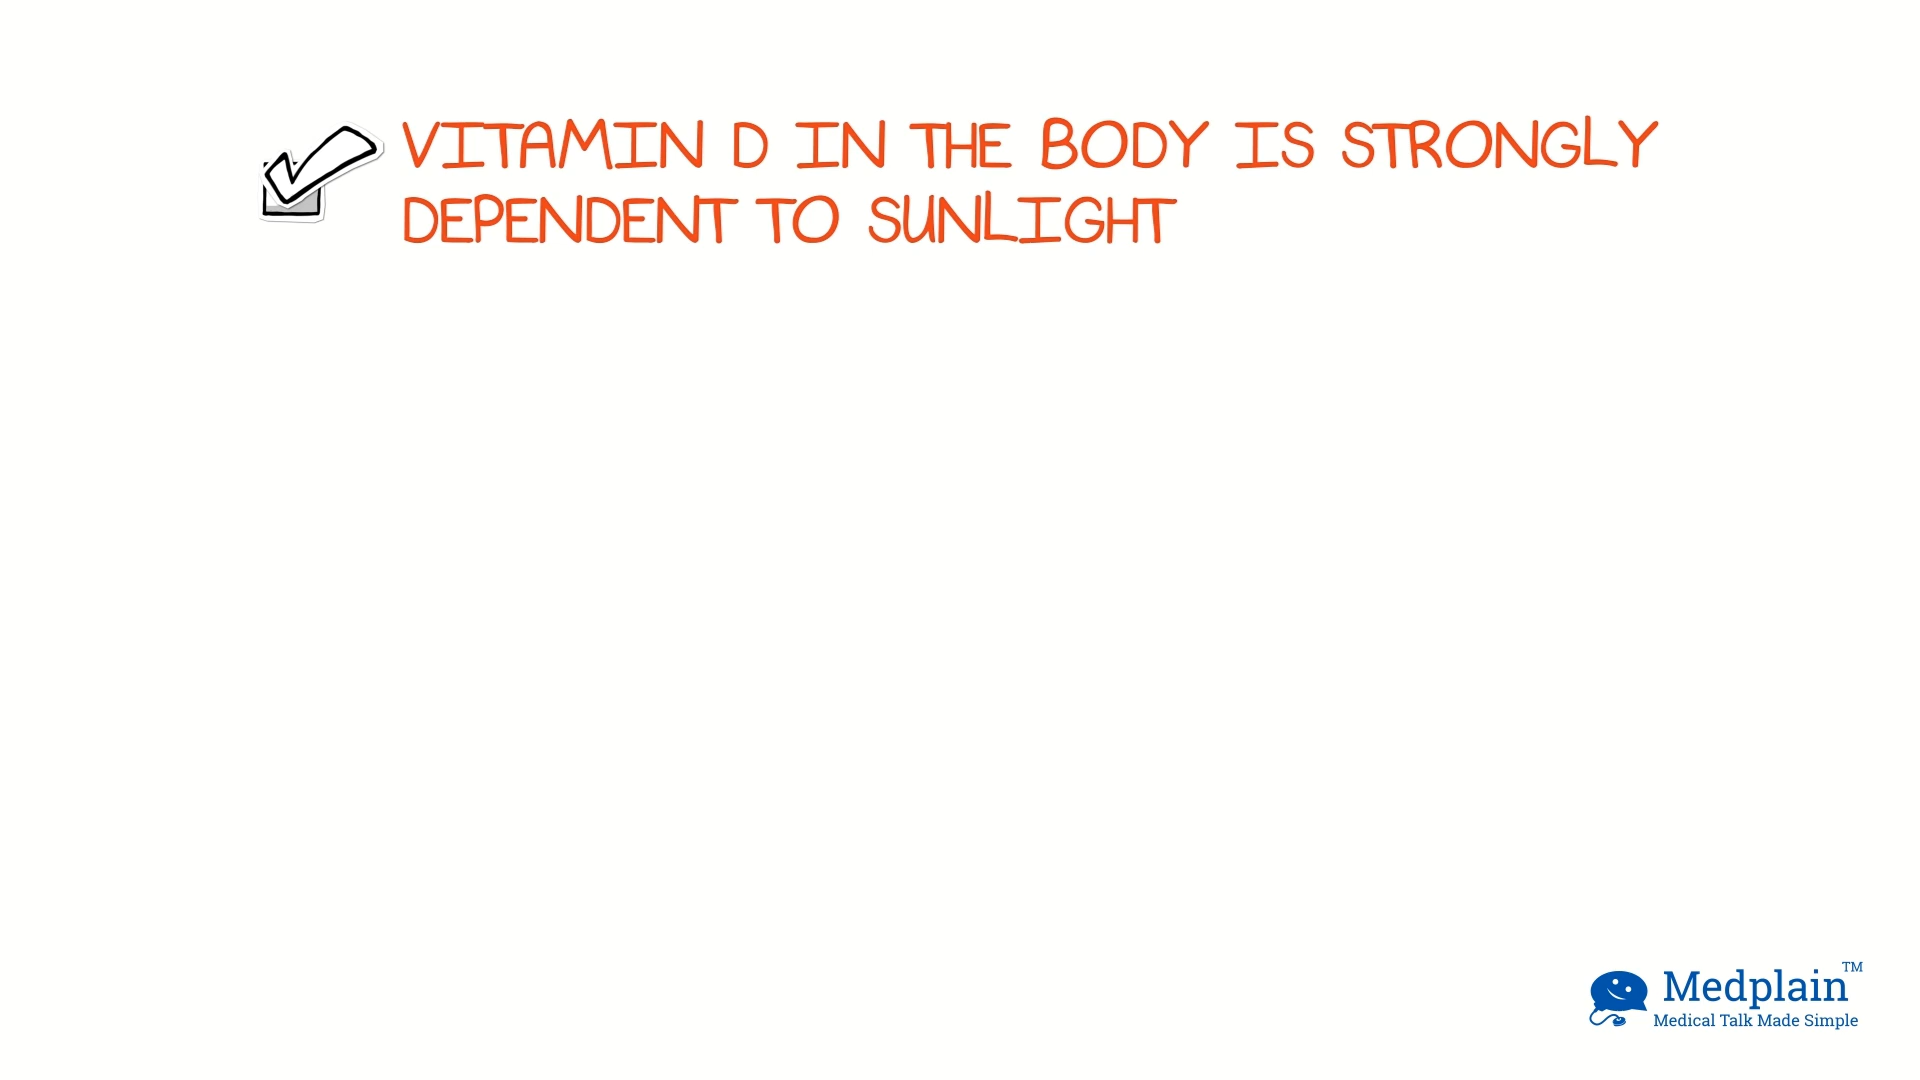 VITAMIN D IN THE BODY IS STRONGLY
DEPENDENT TO SUNLIGHT
Medplain™
Medical Talk Made Simple